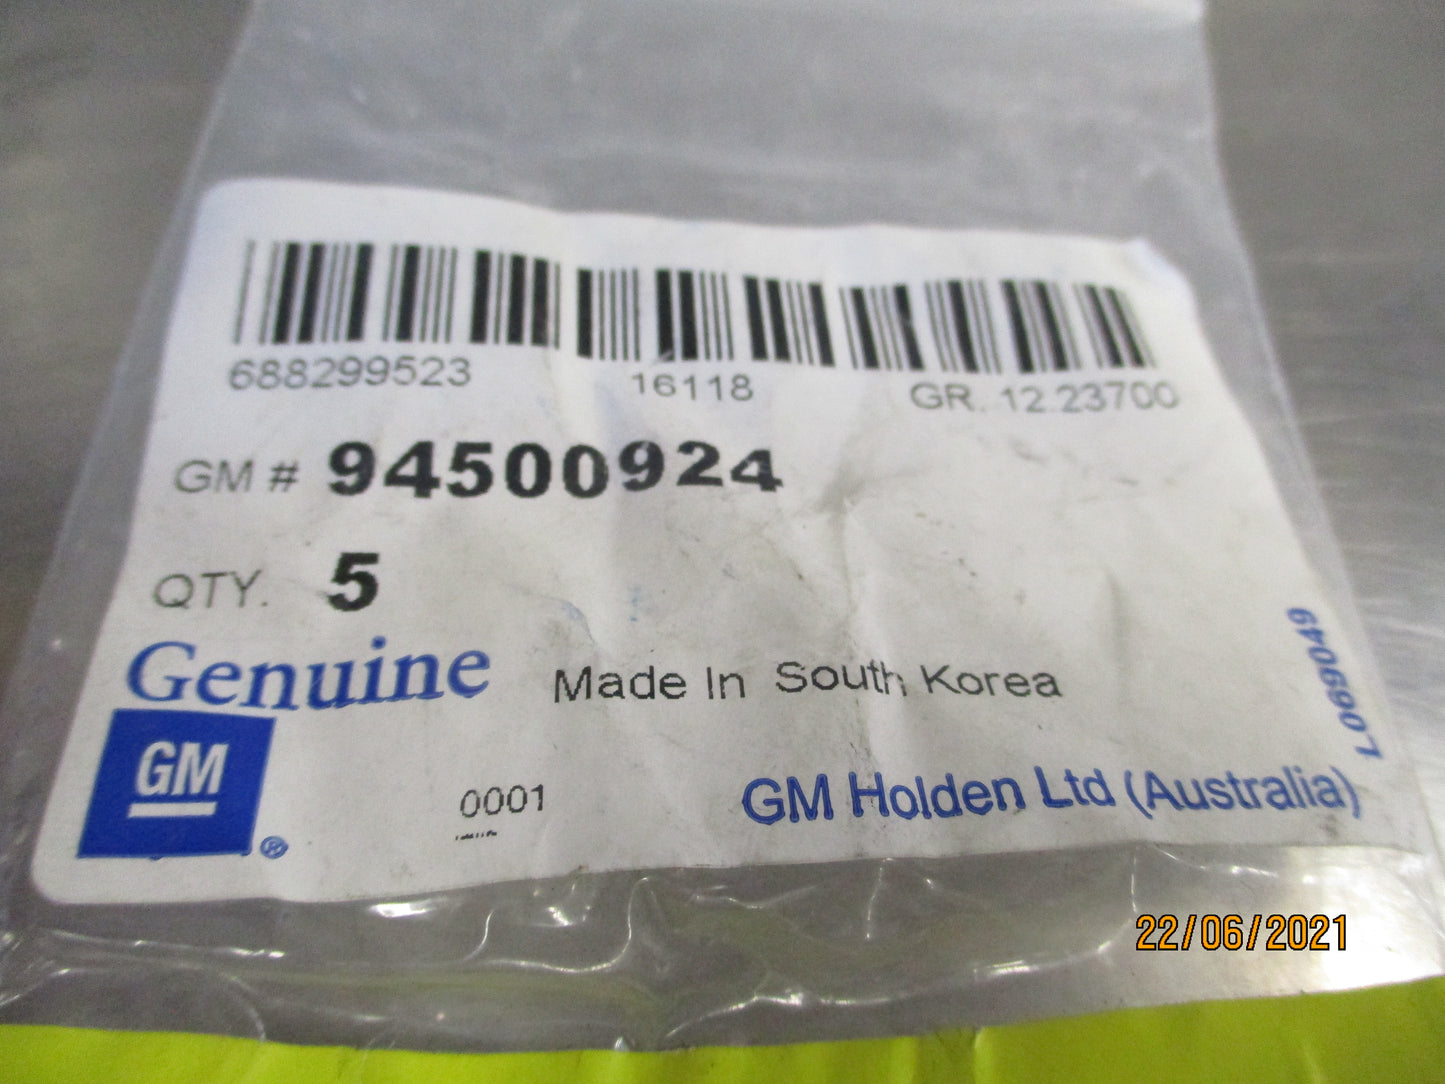 688299523 16118 GR. 12.23700
GM # 94500924
QTY. 5
Genuine Made In South Korea
GM
®
0001
GM Holden Ltd (Australia)
L069049
22/06/2021